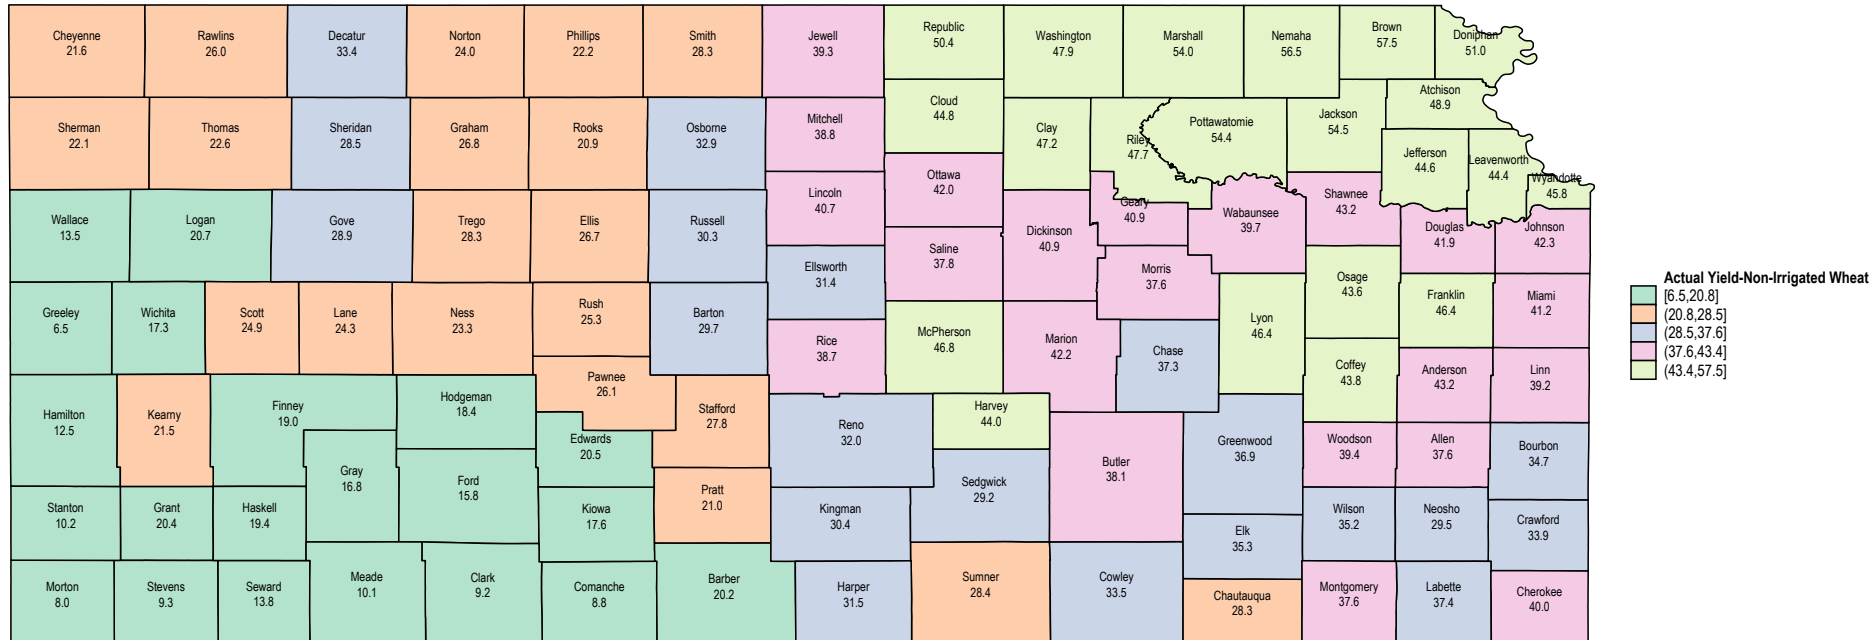 Cheyenne
21.6
Rawlins
26.0
Decatur
33.4
Norton
24.0
Phillips
22.2
Smith
28.3
Jewell
39.3
Republic
50.4
Washington
47.9
Marshall
54.0
Nemaha
56.5
Brown
57.5
Doniphan
51.0
Sherman
22.1
Thomas
22.6
Sheridan
28.5
Graham
26.8
Rooks
20.9
Osborne
32.9
Mitchell
38.8
Cloud
44.8
Clay
47.2
Riley
47.7
Pottawatomie
54.4
Jackson
54.5
Atchison
48.9
Jefferson
44.6
Leavenworth
44.4
Wyandotte
45.8
Wallace
13.5
Logan
20.7
Gove
28.9
Trego
28.3
Ellis
26.7
Russell
30.3
Lincoln
40.7
Ottawa
42.0
Saline
37.8
Dickinson
40.9
Geary
40.9
Wabaunsee
39.7
Shawnee
43.2
Douglas
41.9
Johnson
42.3
Ellsworth
31.4
Morris
37.6
Osage
43.6
Franklin
46.4
Miami
41.2
Greeley
6.5
Wichita
17.3
Scott
24.9
Lane
24.3
Ness
23.3
Rush
25.3
Barton
29.7
Rice
38.7
McPherson
46.8
Marion
42.2
Chase
37.3
Lyon
46.4
Coffey
43.8
Anderson
43.2
Linn
39.2
Hamilton
12.5
Kearny
21.5
Finney
19.0
Hodgeman
18.4
Pawnee
26.1
Stafford
27.8
Edwards
20.5
Reno
32.0
Harvey
44.0
Butler
38.1
Greenwood
36.9
Woodson
39.4
Allen
37.6
Bourbon
34.7
Gray
16.8
Ford
15.8
Pratt
21.0
Sedgwick
29.2
Stanton
10.2
Grant
20.4
Haskell
19.4
Kiowa
17.6
Kingman
30.4
Elk
35.3
Wilson
35.2
Neosho
29.5
Crawford
33.9
Morton
8.0
Stevens
9.3
Seward
13.8
Meade
10.1
Clark
9.2
Comanche
8.8
Barber
20.2
Harper
31.5
Sumner
28.4
Cowley
33.5
Chautauqua
28.3
Montgomery
37.6
Labette
37.4
Cherokee
40.0
Actual Yield-Non-Irrigated Wheat
[6.5,20.8]
(20.8,28.5]
(28.5,37.6]
(37.6,43.4]
(43.4,57.5]